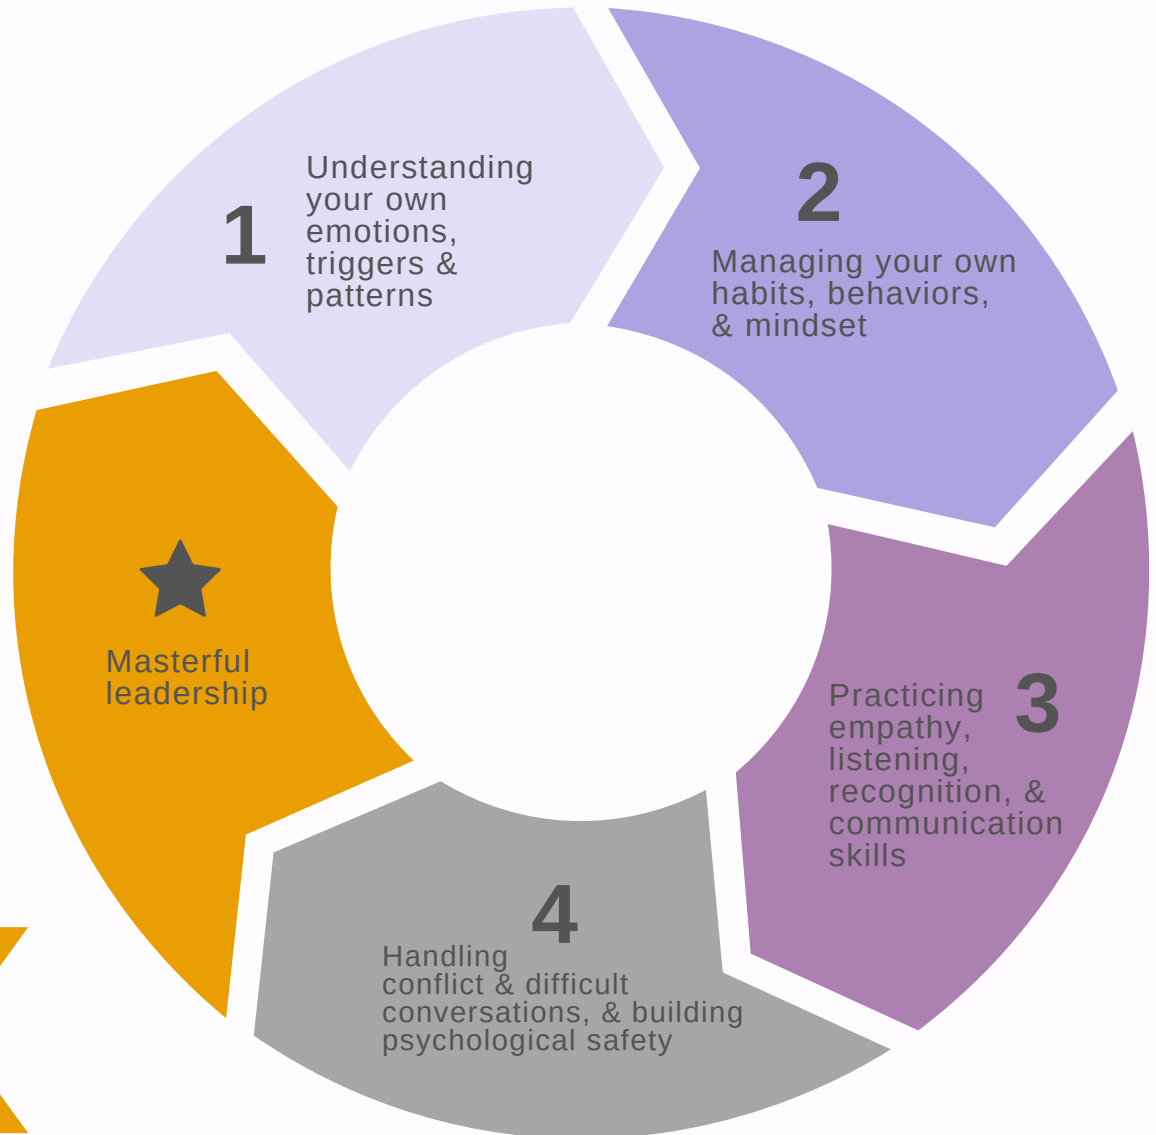 1
Understanding
your own
emotions,
triggers &
patterns
2
Managing your own
habits, behaviors,
& mindset
3
Practicing
empathy,
listening,
recognition, &
communication
skills
4
Handling
conflict & difficult
conversations, & building
psychological safety
Masterful
leadership